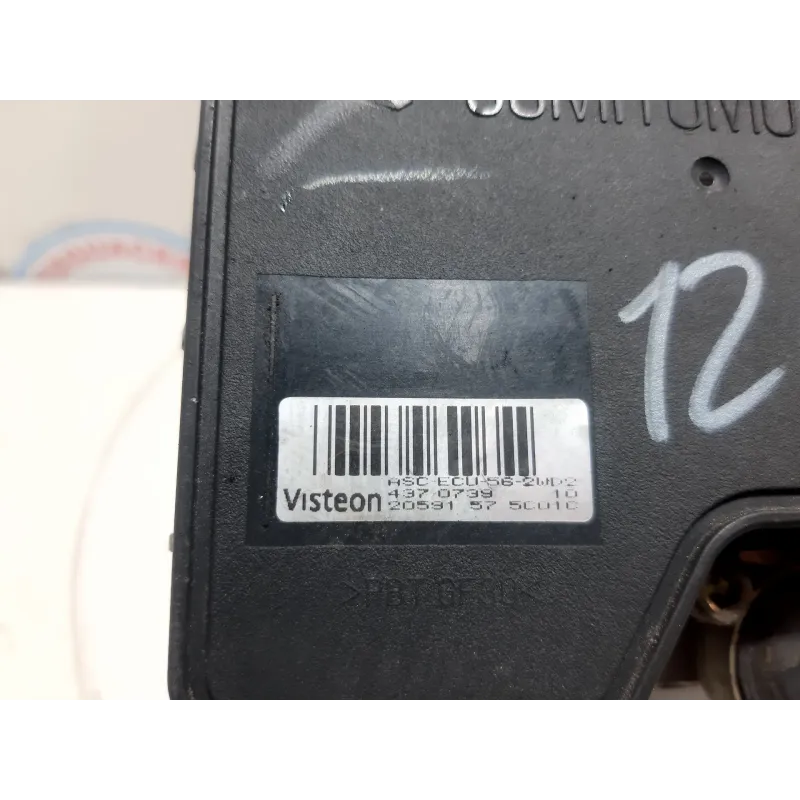 SUMITOMO
12
ASC-ECU-56-2WD2
Visteon 437 0739 10
20591 57 5C01C
>PBT GF30<